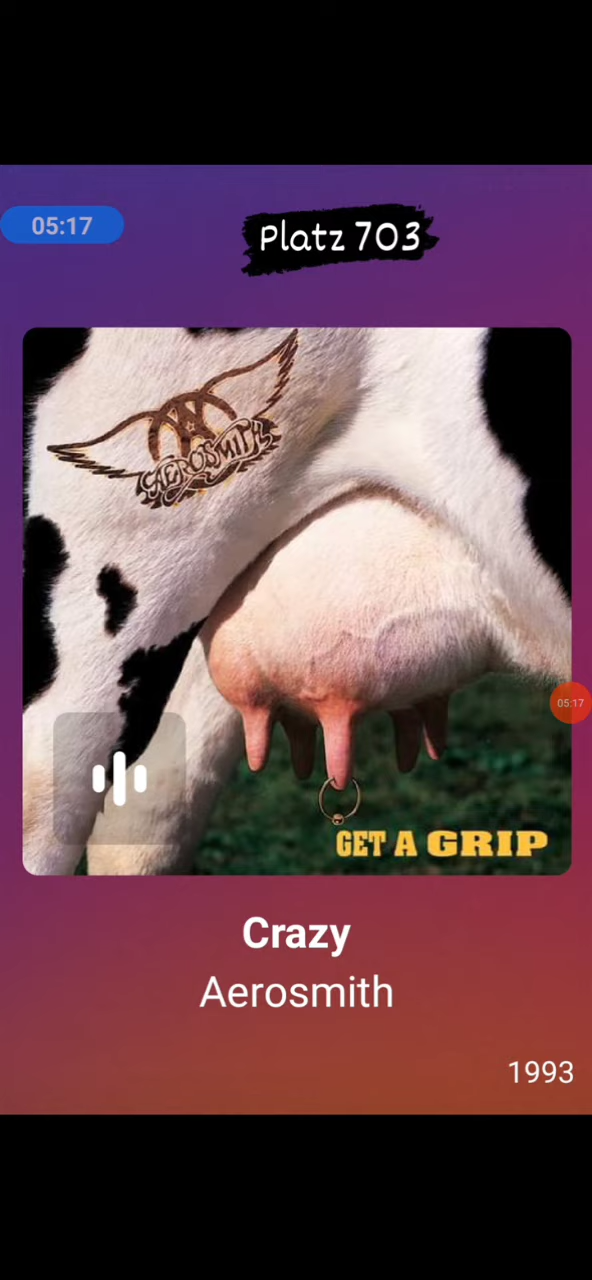 05:17
Platz 703
AEROSMITH
05:17
GET A GRIP
Crazy
Aerosmith
1993